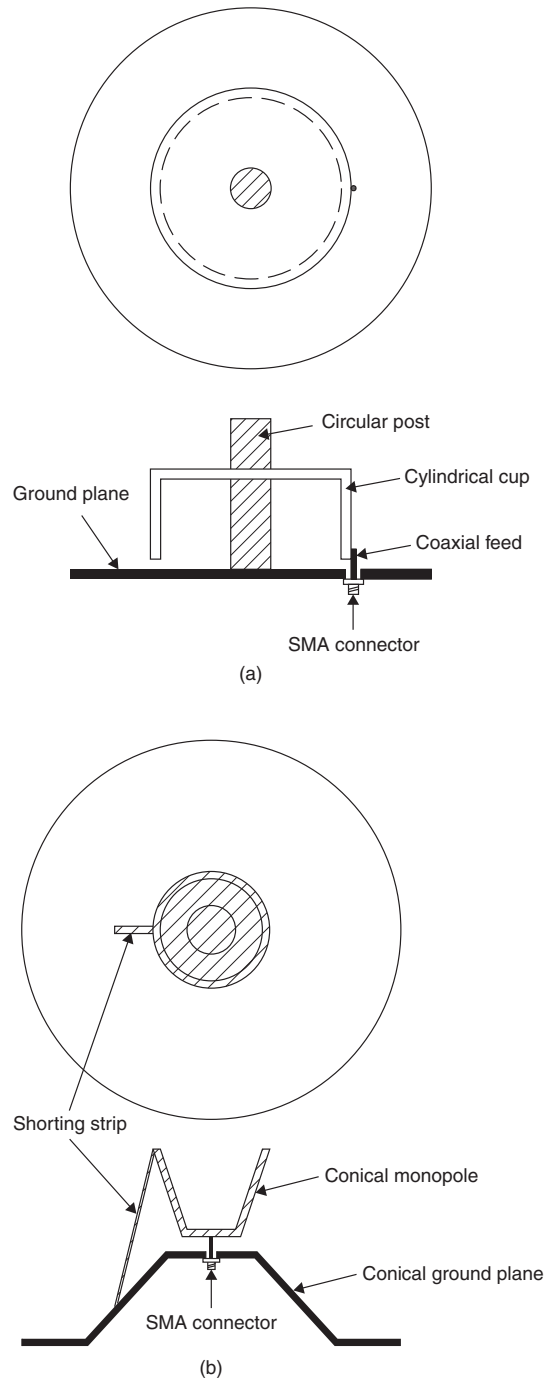 Circular post
Cylindrical cup
Ground plane
Coaxial feed
SMA connector
(a)
Shorting strip
Conical monopole
Conical ground plane
SMA connector
(b)